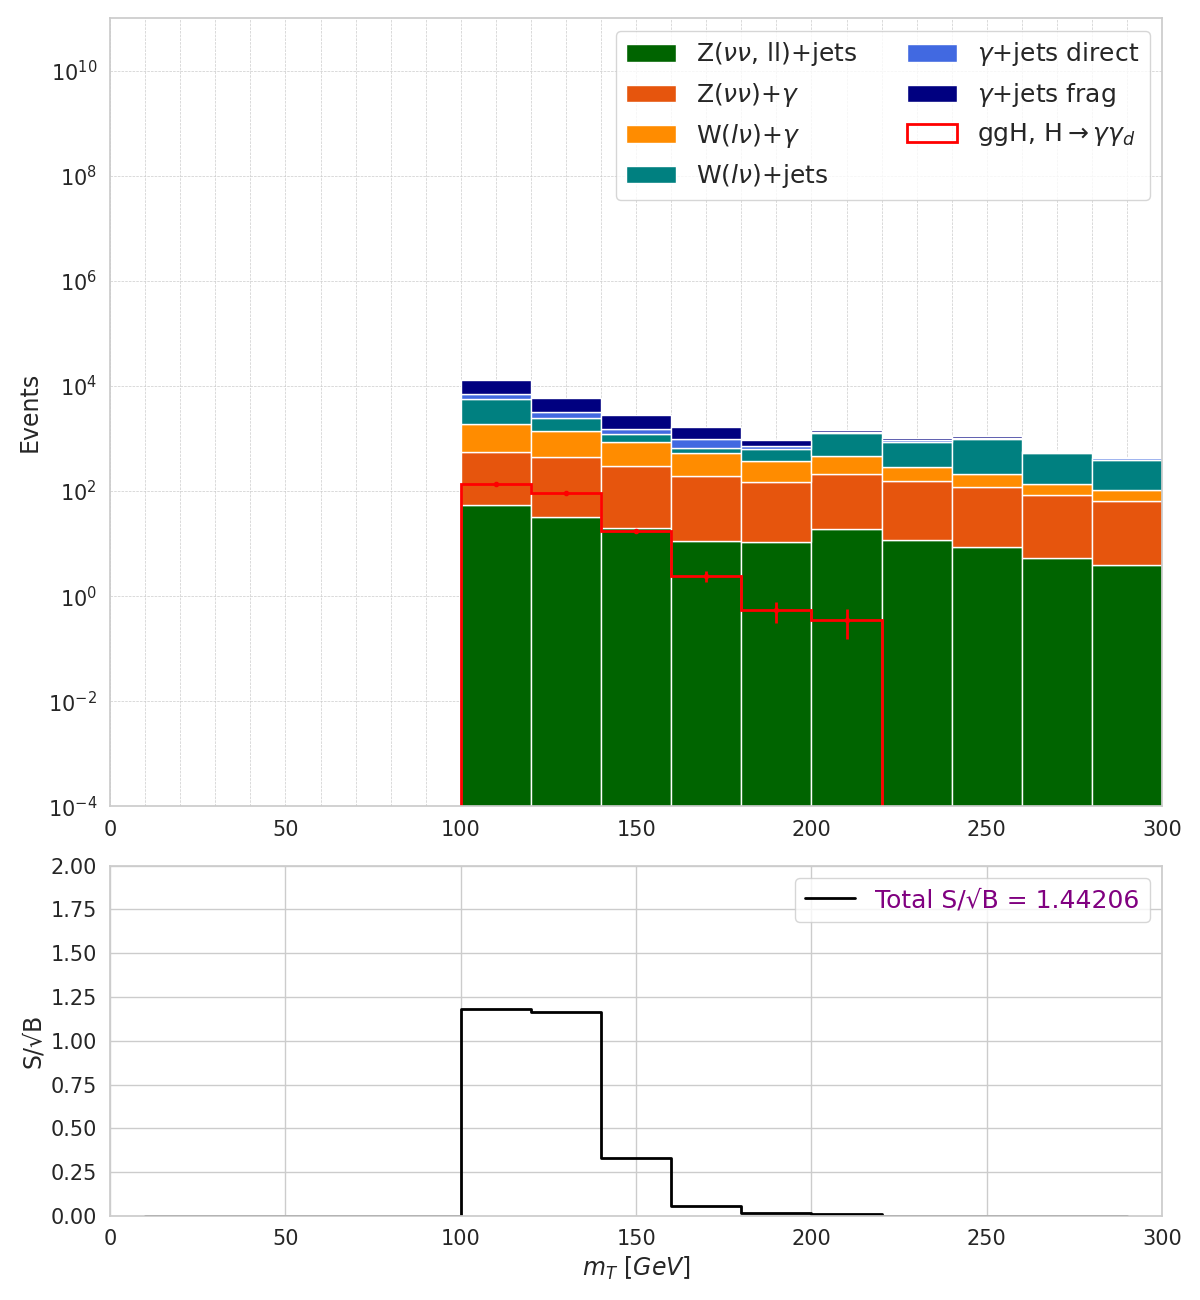 Z(νν, ll)+jets
Z(νν)+γ
W(lν)+γ
W(lν)+jets
γ+jets direct
γ+jets frag
ggH, H→γγ_d
Events
10^10
10^8
10^6
10^4
10^2
10^0
10^−2
10^−4
0 50 100 150 200 250 300
Total S/√B = 1.44206
S/√B
2.00
1.75
1.50
1.25
1.00
0.75
0.50
0.25
0.00
0 50 100 150 200 250 300
m_T [GeV]